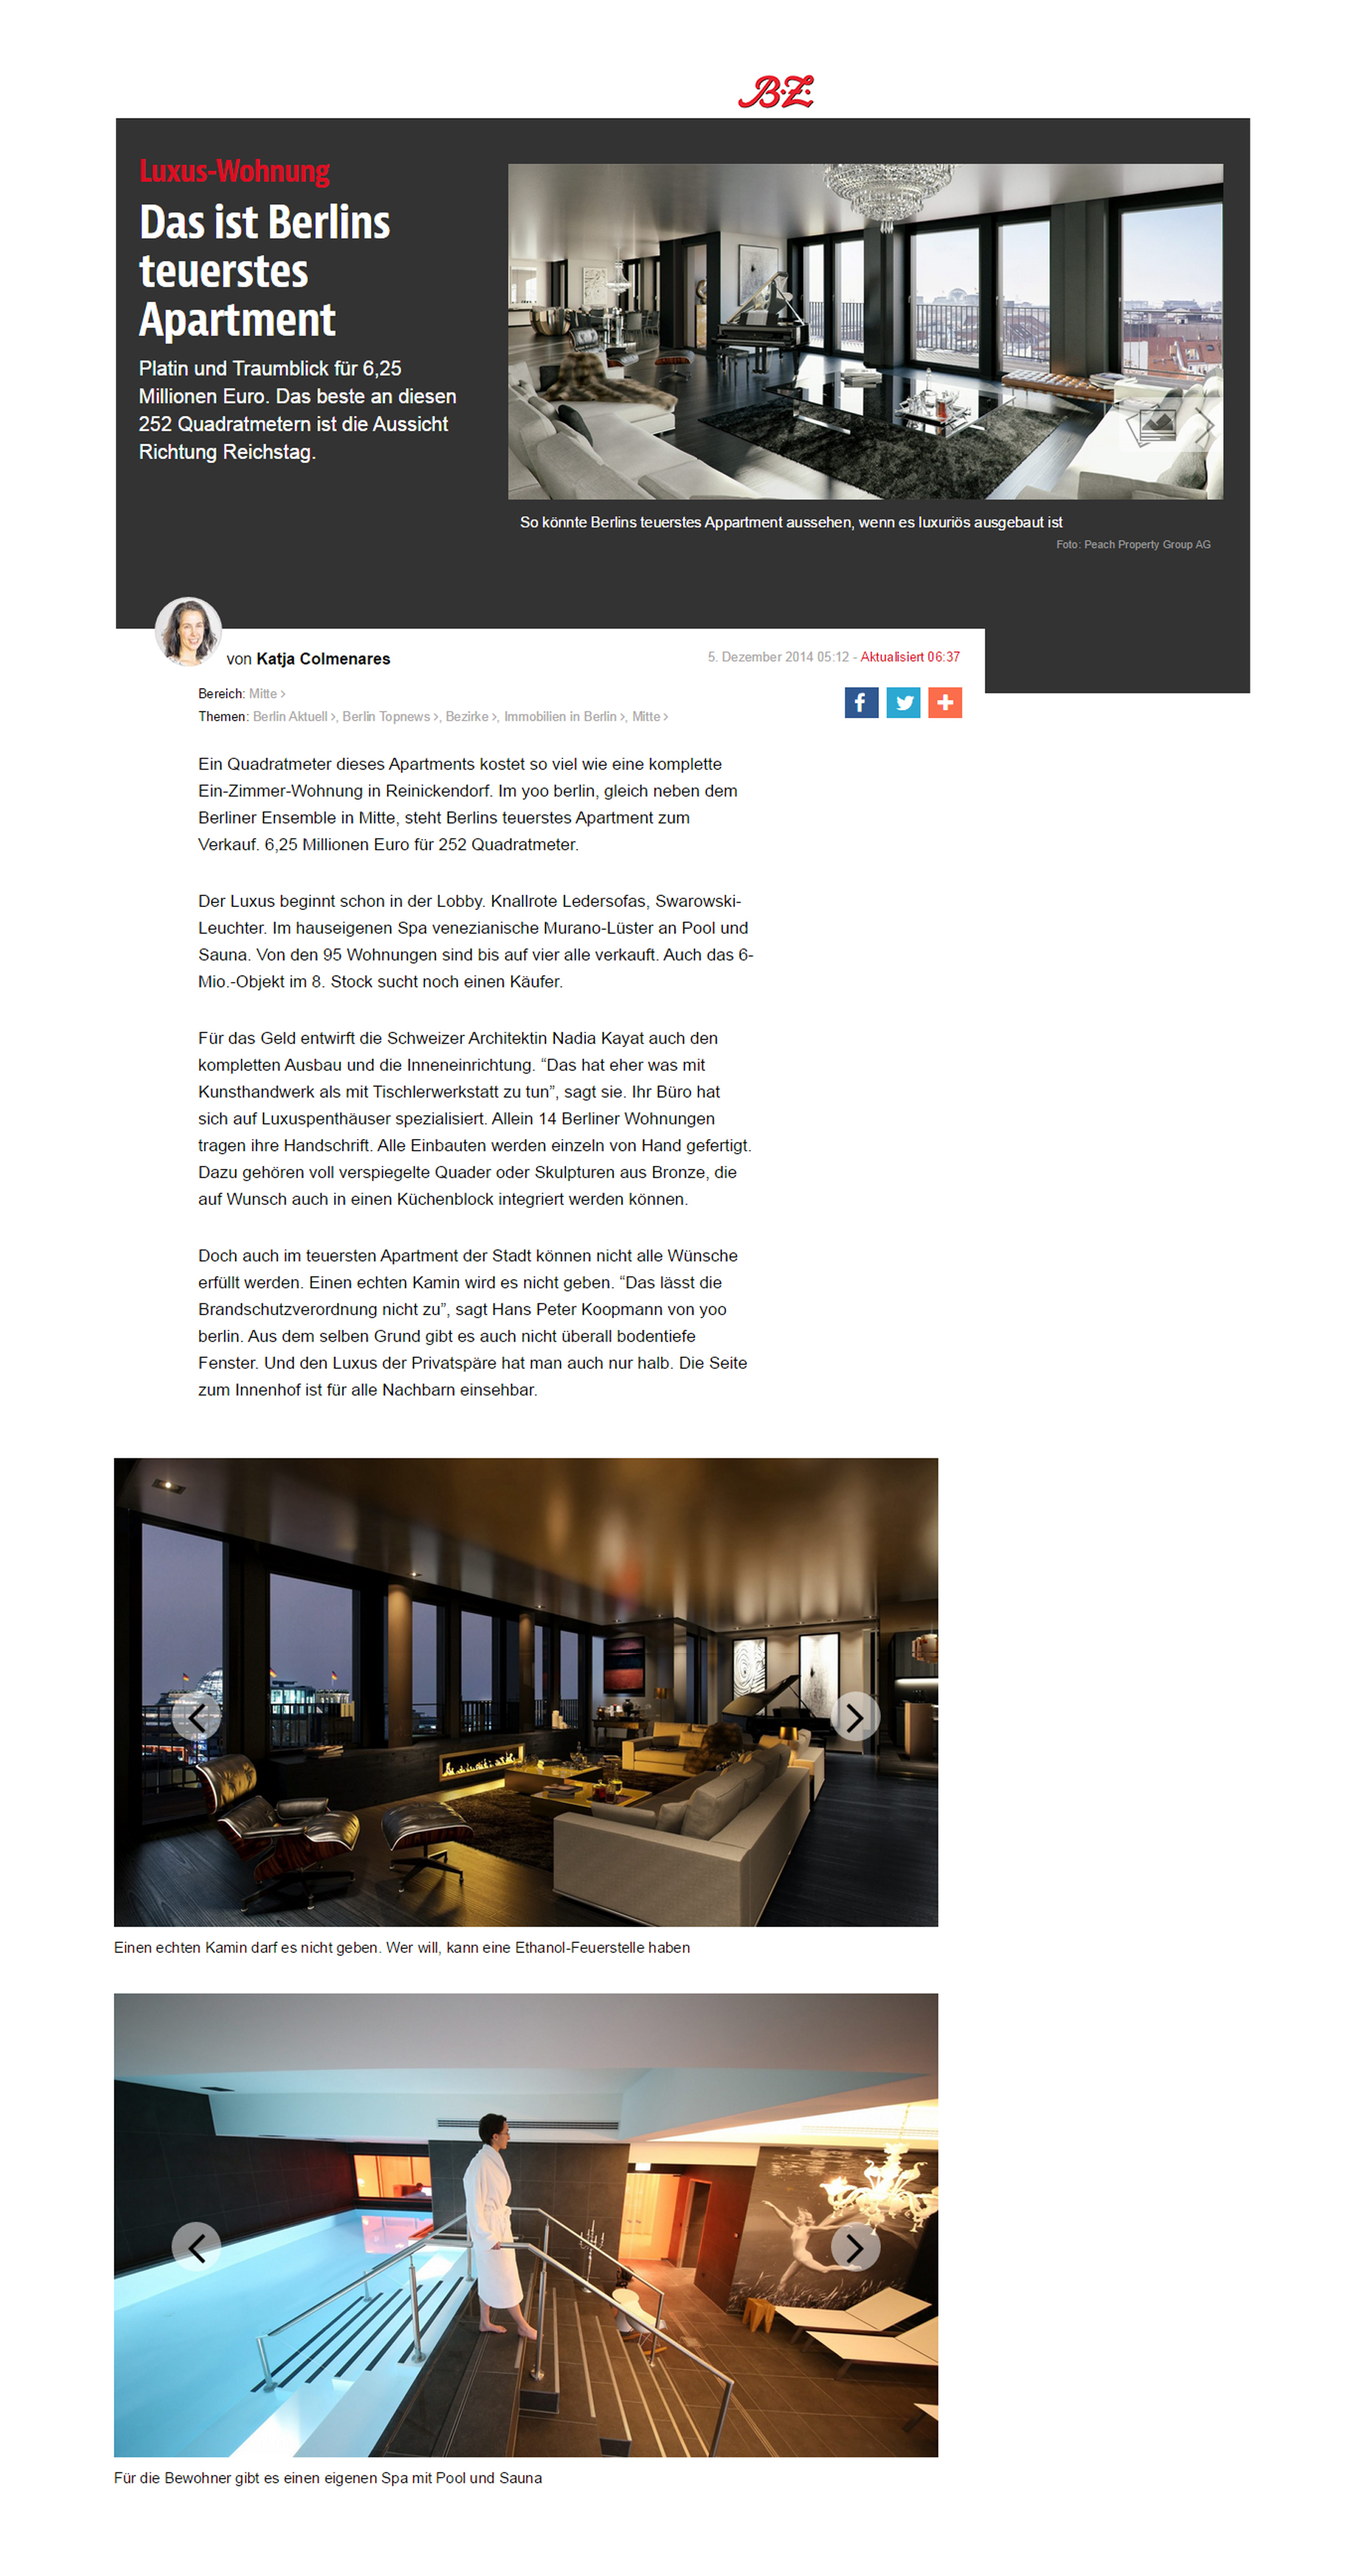 B.Z.
Luxus-Wohnung
Das ist Berlins
teuerstes
Apartment
Platin und Traumblick für 6,25
Millionen Euro. Das beste an diesen
252 Quadratmetern ist die Aussicht
Richtung Reichstag.
So könnte Berlins teuerstes Appartment aussehen, wenn es luxuriös ausgebaut ist
Foto: Peach Property Group AG
von Katja Colmenares
5. Dezember 2014 05:12 - Aktualisiert 06:37
Bereich: Mitte ›
Themen: Berlin Aktuell ›, Berlin Topnews ›, Bezirke ›, Immobilien in Berlin ›, Mitte ›
Ein Quadratmeter dieses Apartments kostet so viel wie eine komplette
Ein-Zimmer-Wohnung in Reinickendorf. Im yoo berlin, gleich neben dem
Berliner Ensemble in Mitte, steht Berlins teuerstes Apartment zum
Verkauf. 6,25 Millionen Euro für 252 Quadratmeter.
Der Luxus beginnt schon in der Lobby. Knallrote Ledersofas, Swarowski-
Leuchter. Im hauseigenen Spa venezianische Murano-Lüster an Pool und
Sauna. Von den 95 Wohnungen sind bis auf vier alle verkauft. Auch das 6-
Mio.-Objekt im 8. Stock sucht noch einen Käufer.
Für das Geld entwirft die Schweizer Architektin Nadia Kayat auch den
kompletten Ausbau und die Inneneinrichtung. “Das hat eher was mit
Kunsthandwerk als mit Tischlerwerkstatt zu tun”, sagt sie. Ihr Büro hat
sich auf Luxuspenthäuser spezialisiert. Allein 14 Berliner Wohnungen
tragen ihre Handschrift. Alle Einbauten werden einzeln von Hand gefertigt.
Dazu gehören voll verspiegelte Quader oder Skulpturen aus Bronze, die
auf Wunsch auch in einen Küchenblock integriert werden können.
Doch auch im teuersten Apartment der Stadt können nicht alle Wünsche
erfüllt werden. Einen echten Kamin wird es nicht geben. “Das lässt die
Brandschutzverordnung nicht zu”, sagt Hans Peter Koopmann von yoo
berlin. Aus dem selben Grund gibt es auch nicht überall bodentiefe
Fenster. Und den Luxus der Privatspäre hat man auch nur halb. Die Seite
zum Innenhof ist für alle Nachbarn einsehbar.
Einen echten Kamin darf es nicht geben. Wer will, kann eine Ethanol-Feuerstelle haben
Für die Bewohner gibt es einen eigenen Spa mit Pool und Sauna